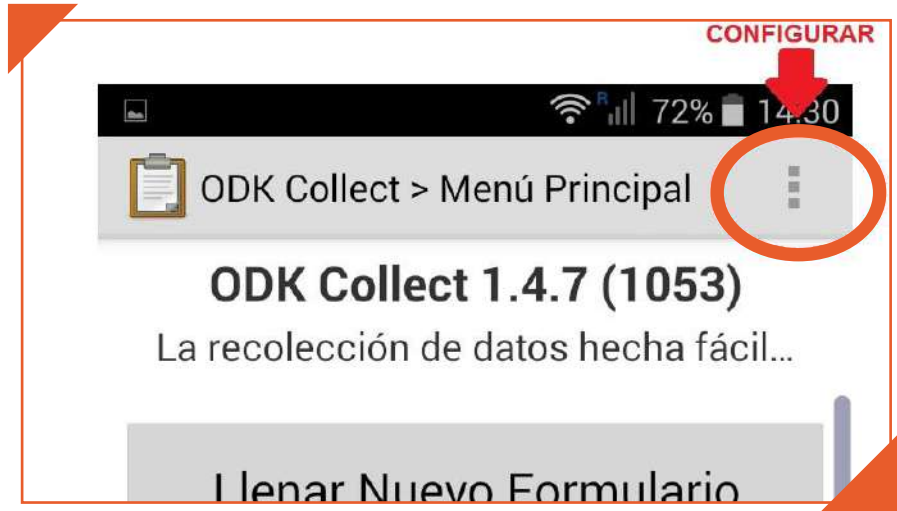 CONFIGURAR
R 72% 14:30
ODK Collect > Menú Principal
ODK Collect 1.4.7 (1053)
La recolección de datos hecha fácil...
Llenar Nuevo Formulario